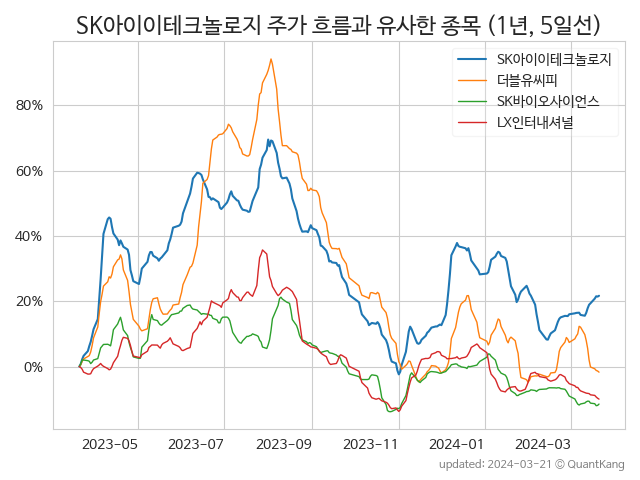 SK아이이테크놀로지 주가 흐름과 유사한 종목 (1년, 5일선)
SK아이이테크놀로지
더블유씨피
SK바이오사이언스
LX인터내셔널
80%
60%
40%
20%
0%
2023-05
2023-07
2023-09
2023-11
2024-01
2024-03
updated: 2024-03-21 © QuantKang